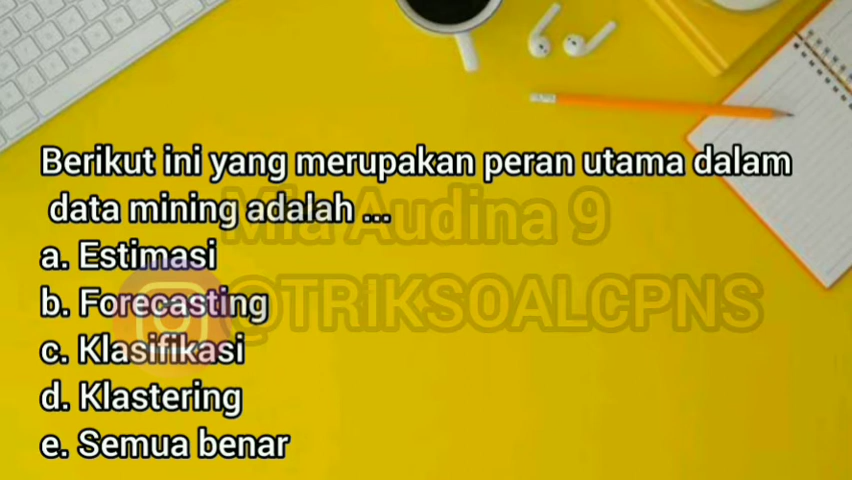 Berikut ini yang merupakan peran utama dalam
data mining adalah ...
Mia Audina 9
a. Estimasi
b. Forecasting
@TRIKSOALCPNS
c. Klasifikasi
d. Klastering
e. Semua benar